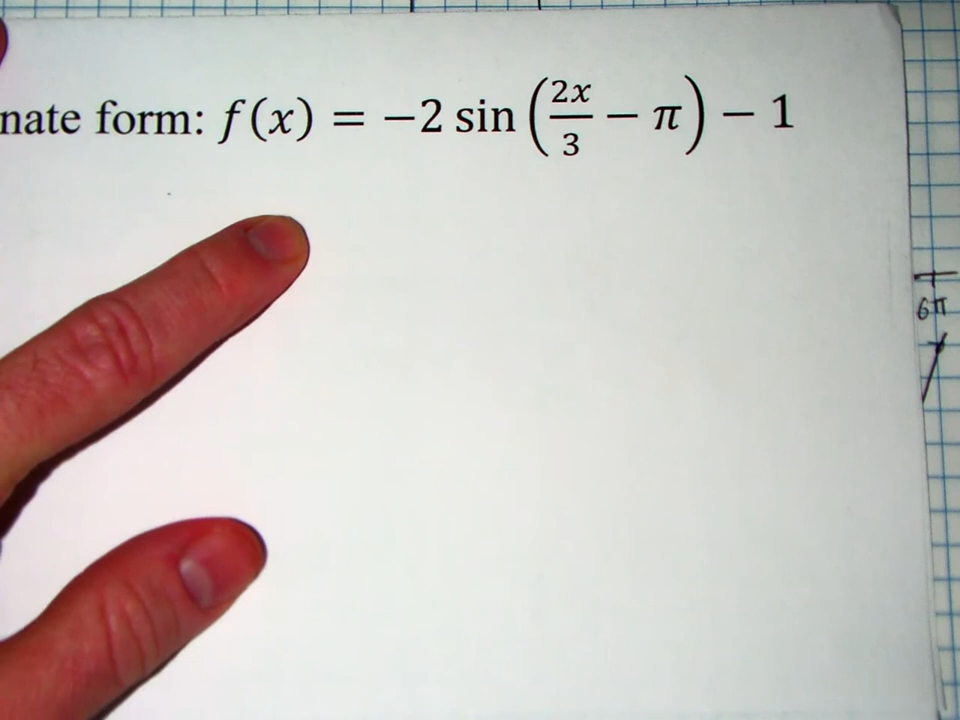 nate form: f(x) = −2 sin(2x/3 − π) − 1
6π